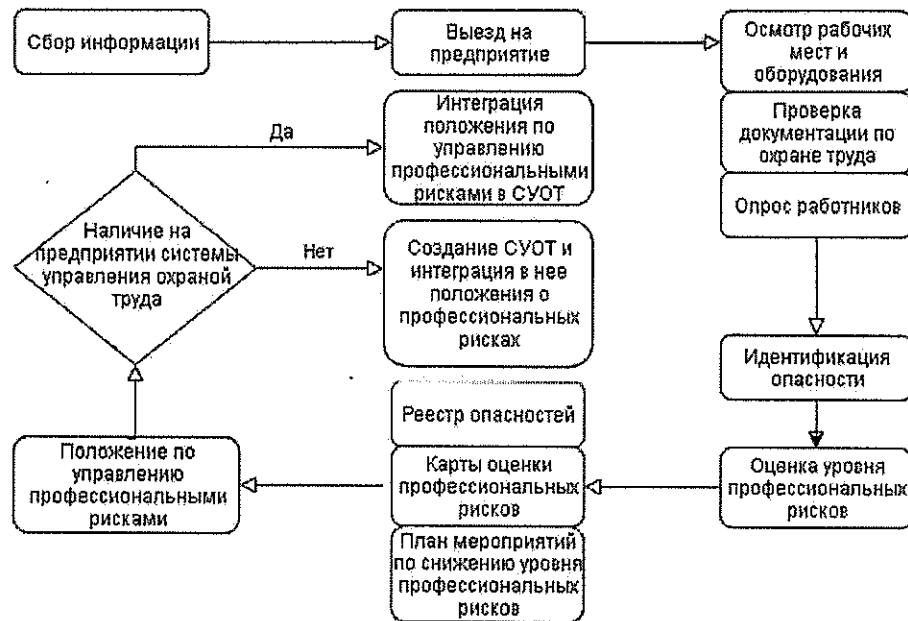 Сбор информации
Выезд на
предприятие
Осмотр рабочих
мест и
оборудования
Проверка
документации по
охране труда
Опрос работников
Да
Интеграция
положения по
управлению
профессиональными
рисками в СУОТ
Наличие на
предприятии системы
управления охраной
труда
Нет
Создание СУОТ и
интеграция в нее
положения о
профессиональных
рисках
Идентификация
опасности
Оценка уровня
профессиональных
рисков
Реестр опасностей
Карты оценки
профессиональных
рисков
План мероприятий
по снижению уровня
профессиональных
рисков
Положение по
управлению
профессиональными
рисками